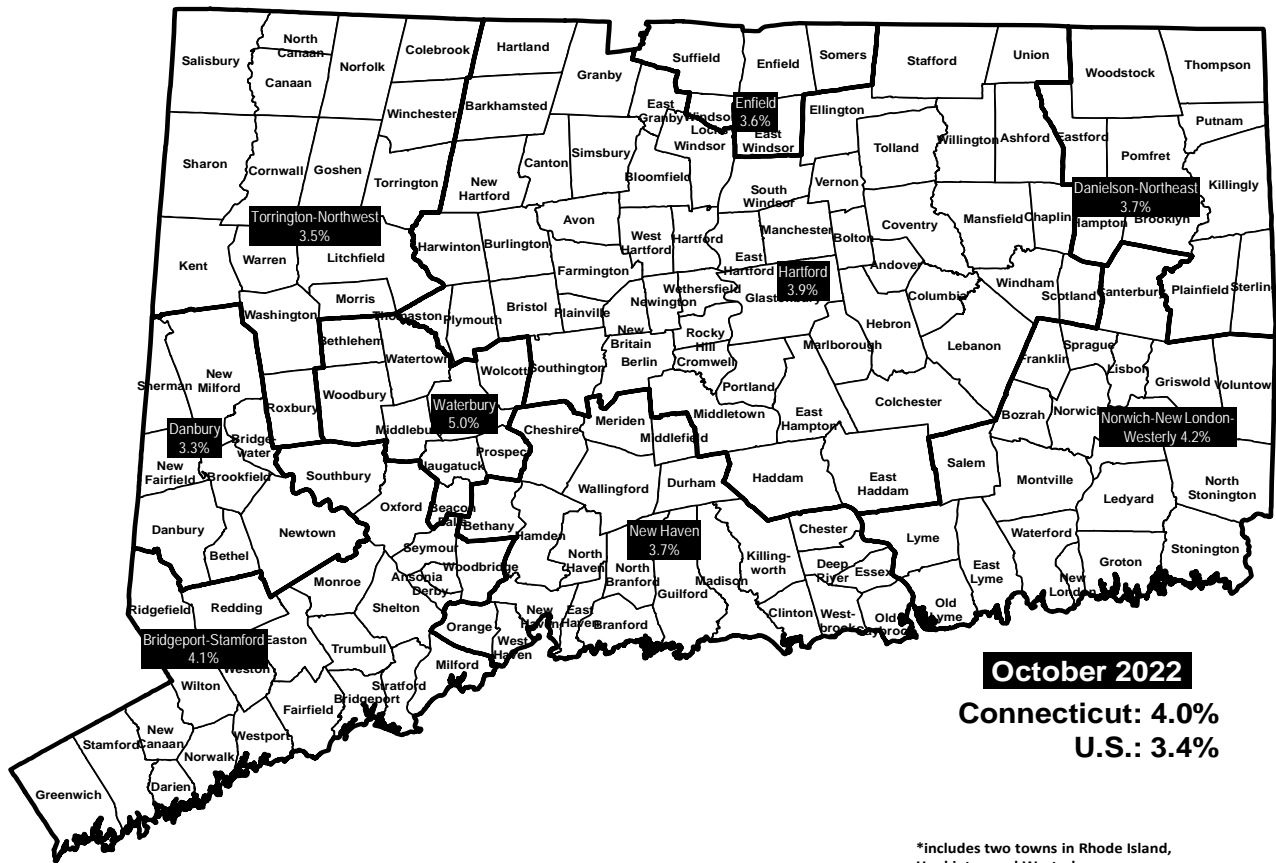 North
Canaan
Colebrook
Hartland
Suffield
Enfield
Somers
Stafford
Union
Woodstock
Thompson
Salisbury
Canaan
Norfolk
Granby
Winchester
Barkhamsted
East
Granby
Windsor
Locks
Enfield
3.6%
East
Windsor
Ellington
Willington
Ashford
Eastford
Putnam
Pomfret
Sharon
Cornwall
Goshen
Torrington
New
Hartford
Canton
Simsbury
Bloomfield
Windsor
South
Windsor
Vernon
Tolland
Killingly
Danielson-Northeast
3.7%
Hampton
Brooklyn
Torrington-Northwest
3.5%
Mansfield
Chaplin
Coventry
Avon
West
Hartford
Hartford
Manchester
Bolton
East
Hartford
Andover
Kent
Warren
Litchfield
Harwinton
Burlington
Farmington
Wethersfield
Newington
Hartford
3.9%
Glastonbury
Columbia
Windham
Scotland
Canterbury
Plainfield
Sterlin
Washington
Morris
Thomaston
Plymouth
Bristol
Plainville
New
Britain
Berlin
Rocky
Hill
Cromwell
Hebron
Marlborough
Lebanon
Bethlehem
Watertown
Wolcott
Southington
Franklin
Sprague
Lisbon
Griswold
Voluntown
Sherman
New
Milford
Roxbury
Woodbury
Portland
Colchester
Bozrah
Norwich
Norwich-New London-
Westerly 4.2%
Danbury
3.3%
Bridge-
water
Waterbury
5.0%
Middlebu
Cheshire
Meriden
Middlefield
Middletown
East
Hampton
Prospect
Naugatuck
New
Fairfield
Brookfield
Southbury
Wallingford
Durham
Haddam
East
Haddam
Salem
Montville
Ledyard
North
Stonington
Oxford
Beacon
Falls
Bethany
Danbury
Bethel
Newtown
Seymour
Woodbridge
Hamden
North
Haven
New Haven
3.7%
North
Branford
Guilford
Madison
Killing-
worth
Chester
Deep
River
Essex
Lyme
East
Lyme
Waterford
New
London
Groton
Stonington
Monroe
Ansonia
Derby
Ridgefield
Redding
Shelton
Clinton
West-
brook
Old
Saybrook
Old
Lyme
Bridgeport-Stamford
4.1%
Easton
Weston
Trumbull
Orange
West
Haven
New
Haven
East
Haven
Branford
Milford
Wilton
Stratford
Bridgeport
Fairfield
New
Canaan
Westport
Stamford
Norwalk
Darien
Greenwich
October 2022
Connecticut: 4.0%
U.S.: 3.4%
*includes two towns in Rhode Island,